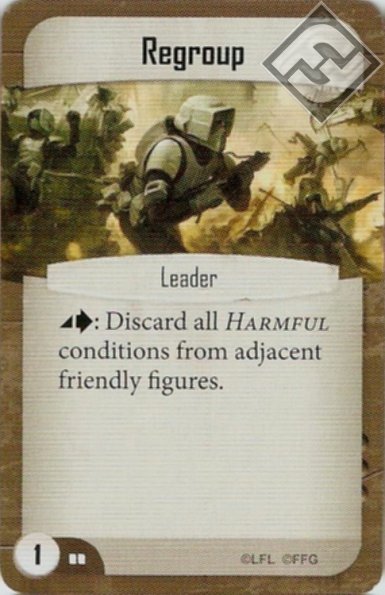 Regroup
Leader
: Discard all HARMFUL
conditions from adjacent
friendly figures.
1
©LFL ©FFG